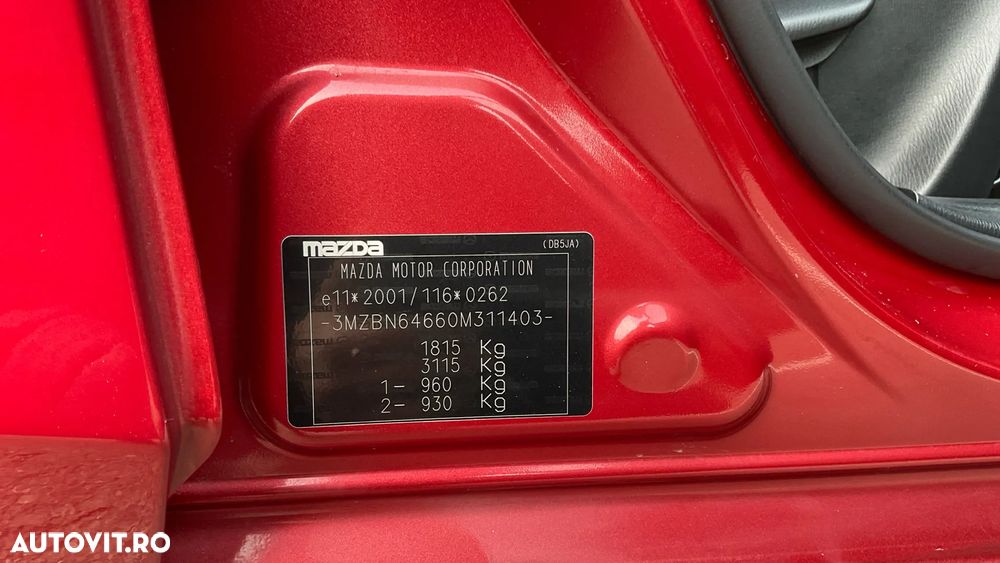 mazda (DB5JA)
MAZDA MOTOR CORPORATION
e11*2001/116*0262
-3MZBN64660M311403-
1815 Kg
3115 Kg
1- 960 Kg
2- 930 Kg
AUTOVIT.RO